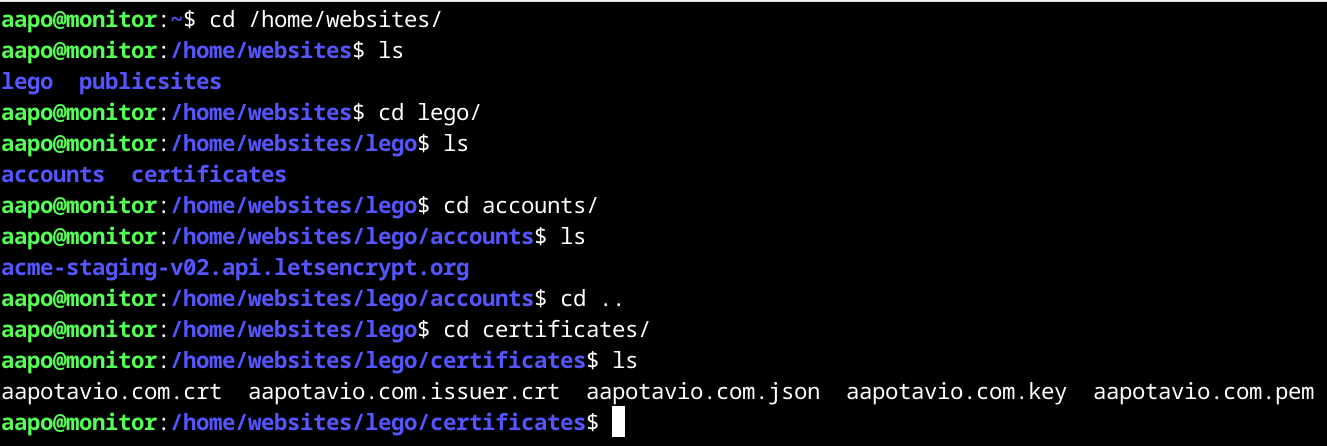 aapo@monitor:~$ cd /home/websites/
aapo@monitor:/home/websites$ ls
lego  publicsites
aapo@monitor:/home/websites$ cd lego/
aapo@monitor:/home/websites/lego$ ls
accounts  certificates
aapo@monitor:/home/websites/lego$ cd accounts/
aapo@monitor:/home/websites/lego/accounts$ ls
acme-staging-v02.api.letsencrypt.org
aapo@monitor:/home/websites/lego/accounts$ cd ..
aapo@monitor:/home/websites/lego$ cd certificates/
aapo@monitor:/home/websites/lego/certificates$ ls
aapotavio.com.crt  aapotavio.com.issuer.crt  aapotavio.com.json  aapotavio.com.key  aapotavio.com.pem
aapo@monitor:/home/websites/lego/certificates$